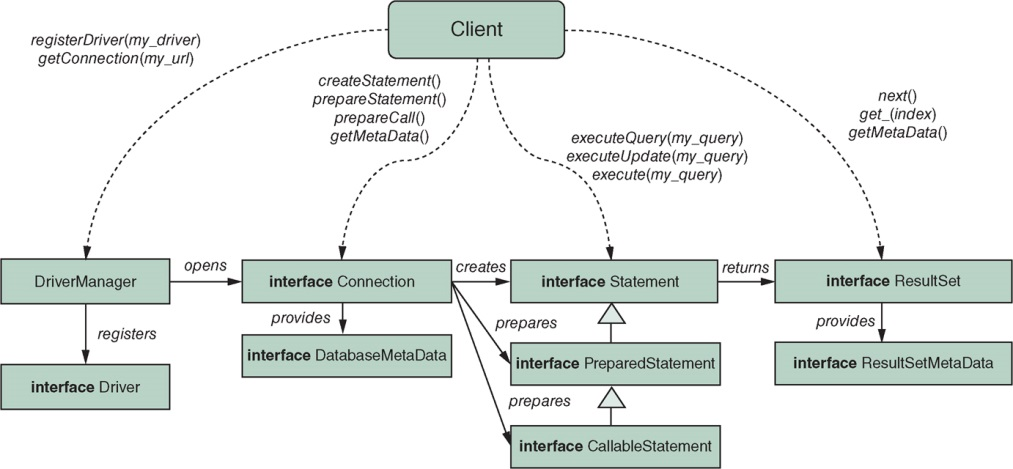 Client
registerDriver(my_driver)
getConnection(my_url)
createStatement()
prepareStatement()
prepareCall()
getMetaData()
executeQuery(my_query)
executeUpdate(my_query)
execute(my_query)
next()
get_(index)
getMetaData()
DriverManager
opens
interface Connection
creates
interface Statement
returns
interface ResultSet
registers
provides
prepares
provides
interface Driver
interface DatabaseMetaData
interface PreparedStatement
interface ResultSetMetaData
prepares
interface CallableStatement